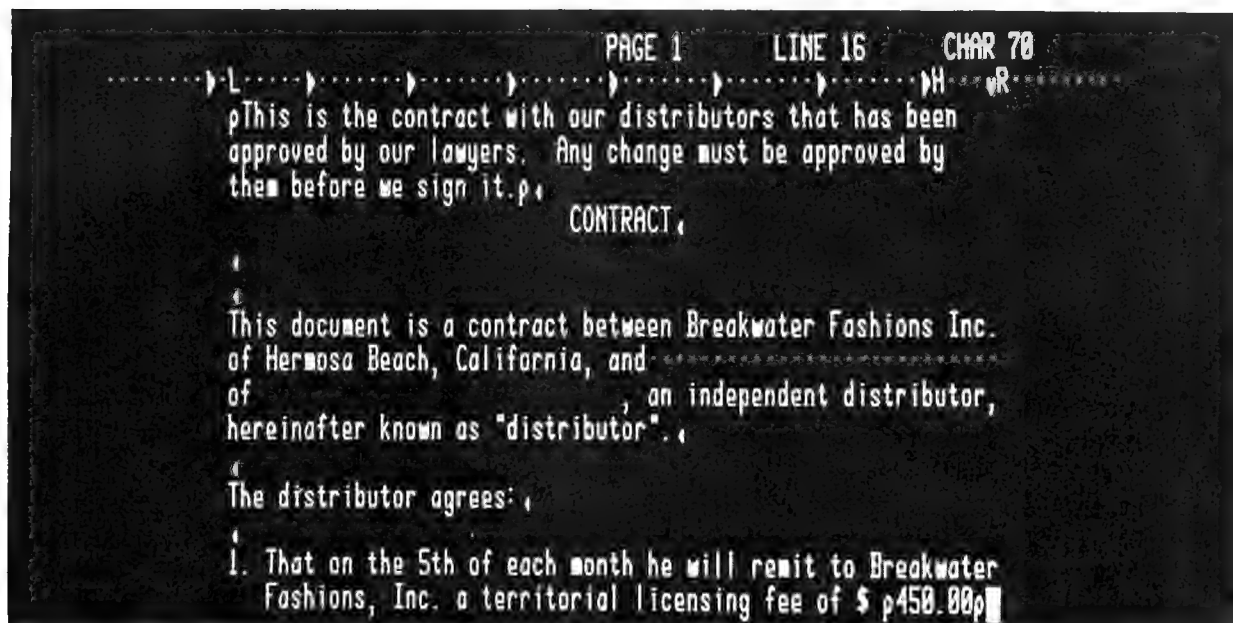 PAGE 1 LINE 16 CHAR 70
L H R
pThis is the contract with our distributors that has been
approved by our lawyers. Any change must be approved by
them before we sign it.p
CONTRACT
This document is a contract between Breakwater Fashions Inc.
of Hermosa Beach, California, and
of , an independent distributor,
hereinafter known as "distributor".
The distributor agrees:
1. That on the 5th of each month he will remit to Breakwater
Fashions, Inc. a territorial licensing fee of $ p450.00p